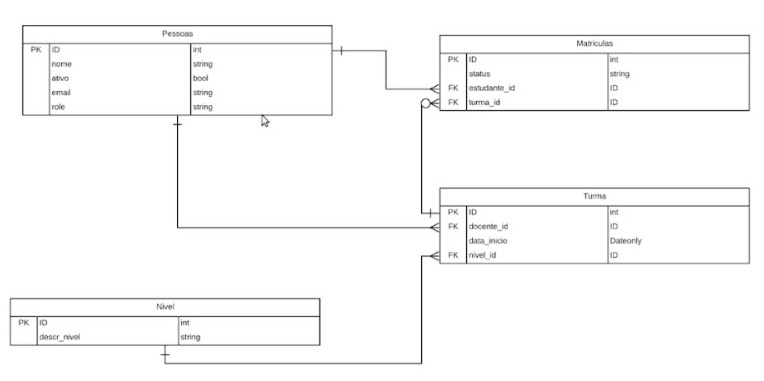 Pessoas
PK ID int
nome string
ativo bool
email string
role string
Matriculas
PK ID int
status string
FK estudante_id ID
FK turma_id ID
Turma
PK ID int
FK docente_id ID
data_inicio Dateonly
FK nivel_id ID
Nivel
PK ID int
descr_nivel string